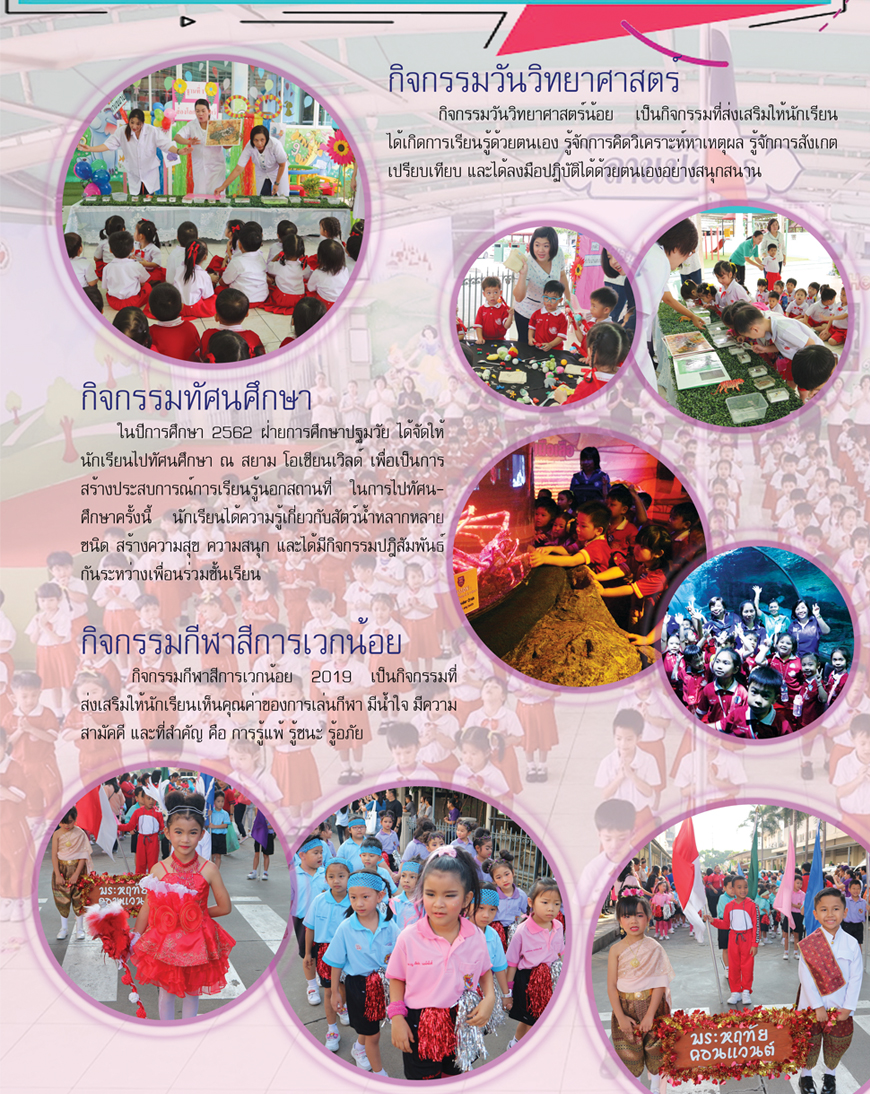 กิจกรรมวันวิทยาศาสตร์
กิจกรรมวันวิทยาศาสตร์น้อย เป็นกิจกรรมที่ส่งเสริมให้นักเรียน
ได้เกิดการเรียนรู้ด้วยตนเอง รู้จักการคิดวิเคราะห์หาเหตุผล รู้จักการสังเกต
เปรียบเทียบ และได้ลงมือปฏิบัติได้ด้วยตนเองอย่างสนุกสนาน
กิจกรรมทัศนศึกษา
ในปีการศึกษา 2562 ฝ่ายการศึกษาปฐมวัย ได้จัดให้
นักเรียนไปทัศนศึกษา ณ สยาม โอเชียนเวิลด์ เพื่อเป็นการ
สร้างประสบการณ์การเรียนรู้นอกสถานที่ ในการไปทัศน-
ศึกษาครั้งนี้ นักเรียนได้ความรู้เกี่ยวกับสัตว์น้ำหลากหลาย
ชนิด สร้างความสุข ความสนุก และได้มีกิจกรรมปฏิสัมพันธ์
กันระหว่างเพื่อนร่วมชั้นเรียน
กิจกรรมกีฬาสีการเวกน้อย
กิจกรรมกีฬาสีการเวกน้อย 2019 เป็นกิจกรรมที่
ส่งเสริมให้นักเรียนเห็นคุณค่าของการเล่นกีฬา มีน้ำใจ มีความ
สามัคคี และที่สำคัญ คือ การรู้แพ้ รู้ชนะ รู้อภัย
พระหฤทัย
คอนแวนต์
พระหฤทัย
คอนแวนต์